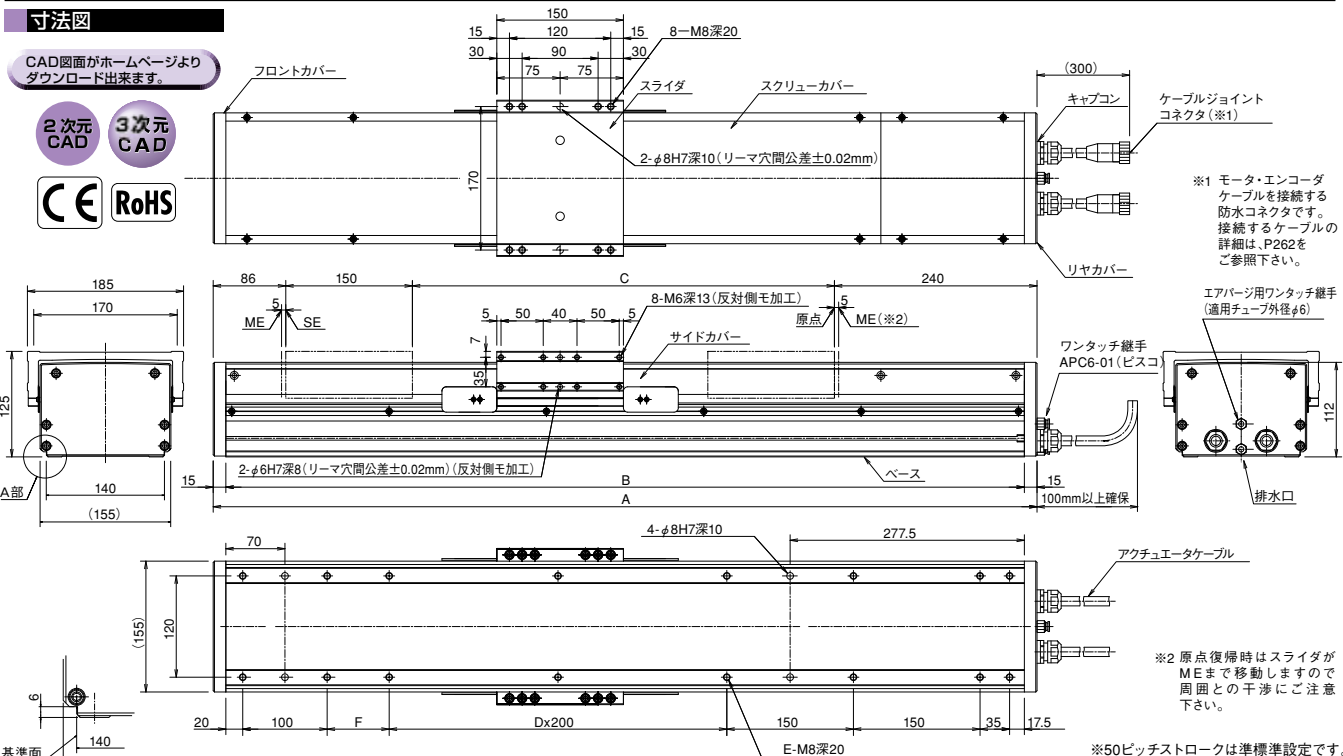 寸法図
CAD図面がホームページより
ダウンロード出来ます。
2次元
CAD
3次元
CAD
CE
RoHS
150
15
120
15
8−M8深20
30
90
30
75
75
フロントカバー
スライダ
スクリューカバー
(300)
キャプコン
ケーブルジョイント
コネクタ(※1)
2-φ8H7深10(リーマ穴間公差±0.02mm)
170
※1 モータ・エンコーダ
ケーブルを接続する
防水コネクタです。
接続するケーブルの
詳細は、P262を
ご参照下さい。
リヤカバー
185
170
125
A部
140
(155)
86
150
C
240
5
ME
SE
5
50
40
50
5
8-M6深13(反対側モ加工)
7
35
サイドカバー
原点
5
ME(※2)
ワンタッチ継手
APC6-01(ピスコ)
エアパージ用ワンタッチ継手
(適用チューブ外径φ6)
112
排水口
2-φ6H7深8(リーマ穴間公差±0.02mm)(反対側モ加工)
ベース
15
B
15
A
100mm以上確保
70
4-φ8H7深10
277.5
アクチュエータケーブル
(155)
120
※2 原点復帰時はスライダが
MEまで移動しますので
周囲との干渉にご注意
下さい。
6
140
基準面
20
100
F
Dx200
150
150
35
17.5
E-M8深20
※50ピッチストロークは準標準設定です。